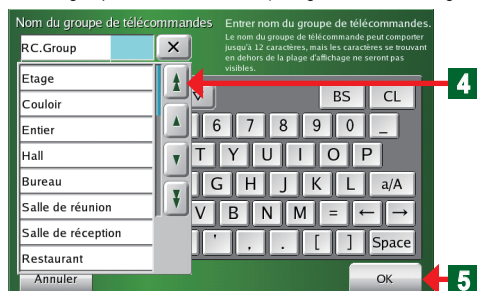 Nom du groupe de télécommandes
Entrer nom du groupe de télécommandes.
Le nom du groupe de télécommande peut comporter
jusqu'à 12 caractères, mais les caractères se trouvant
en dehors de la plage d'affichage ne seront pas
visibles.
RC.Group
Etage
Couloir
Entier
Hall
Bureau
Salle de réunion
Salle de réception
Restaurant
BS CL
6 7 8 9 0 _
T Y U I O P
G H J K L a/A
V B N M = ← →
' , . [ ] Space
Annuler
OK
4
5